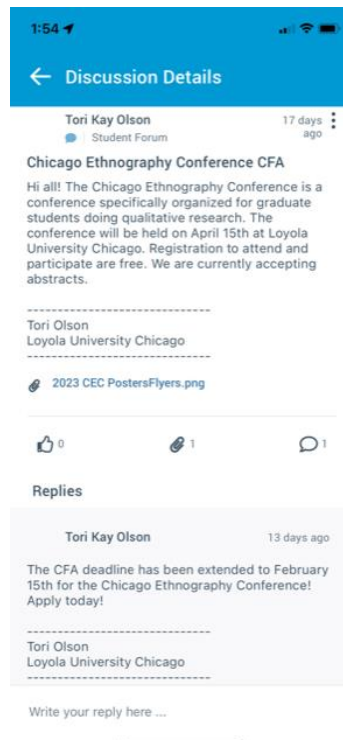 1:54
Discussion Details
Tori Kay Olson
17 days ago
Student Forum
Chicago Ethnography Conference CFA
Hi all! The Chicago Ethnography Conference is a
conference specifically organized for graduate
students doing qualitative research. The
conference will be held on April 15th at Loyola
University Chicago. Registration to attend and
participate are free. We are currently accepting
abstracts.
------------------------------
Tori Olson
Loyola University Chicago
------------------------------
2023 CEC PostersFlyers.png
0
1
1
Replies
Tori Kay Olson
13 days ago
The CFA deadline has been extended to February
15th for the Chicago Ethnography Conference!
Apply today!
------------------------------
Tori Olson
Loyola University Chicago
------------------------------
Write your reply here ...